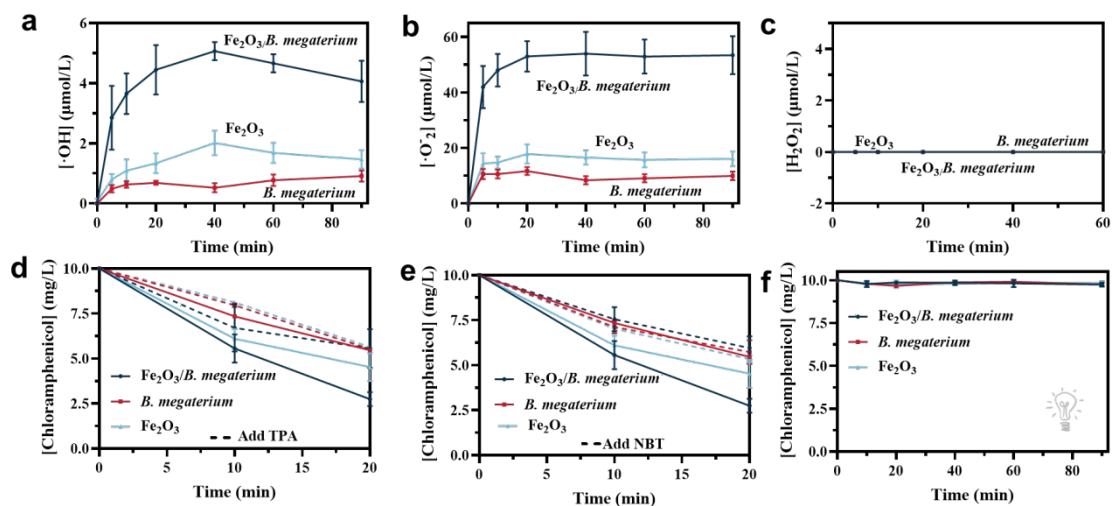 a
[·OH] (µmol/L)
6
4
2
0
Fe₂O₃/B. megaterium
Fe₂O₃
B. megaterium
0 20 40 60 80
Time (min)
b
[·O⁻₂] (µmol/L)
60
40
20
0
Fe₂O₃/B. megaterium
Fe₂O₃
B. megaterium
0 20 40 60 80
Time (min)
c
[H₂O₂] (µmol/L)
4
2
0
-2
Fe₂O₃
B. megaterium
Fe₂O₃/B. megaterium
0 20 40 60
Time (min)
d
[Chloramphenicol] (mg/L)
10.0
7.5
5.0
2.5
0.0
Fe₂O₃/B. megaterium
B. megaterium
Fe₂O₃
Add TPA
0 5 10 15 20
Time (min)
e
[Chloramphenicol] (mg/L)
10.0
7.5
5.0
2.5
0.0
Fe₂O₃/B. megaterium
B. megaterium
Fe₂O₃
Add NBT
0 5 10 15 20
Time (min)
f
[Chloramphenicol] (mg/L)
10.0
7.5
5.0
2.5
0.0
Fe₂O₃/B. megaterium
B. megaterium
Fe₂O₃
0 20 40 60 80
Time (min)